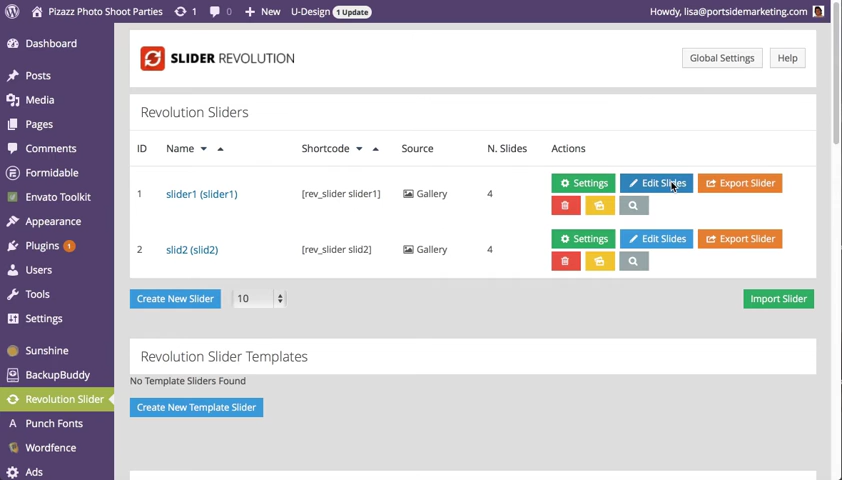 Pizazz Photo Shoot Parties 1 0 New U-Design 1 Update Howdy, lisa@portsidemarketing.com
Dashboard
Posts
Media
Pages
Comments
Formidable
Envato Toolkit
Appearance
Plugins 1
Users
Tools
Settings
Sunshine
BackupBuddy
Revolution Slider
Punch Fonts
Wordfence
Ads
SLIDER REVOLUTION
Global Settings Help
Revolution Sliders
ID Name Shortcode Source N. Slides Actions
1 slider1 (slider1) [rev_slider slider1] Gallery 4 Settings Edit Slides Export Slider
2 slid2 (slid2) [rev_slider slid2] Gallery 4 Settings Edit Slides Export Slider
Create New Slider 10 Import Slider
Revolution Slider Templates
No Template Sliders Found
Create New Template Slider